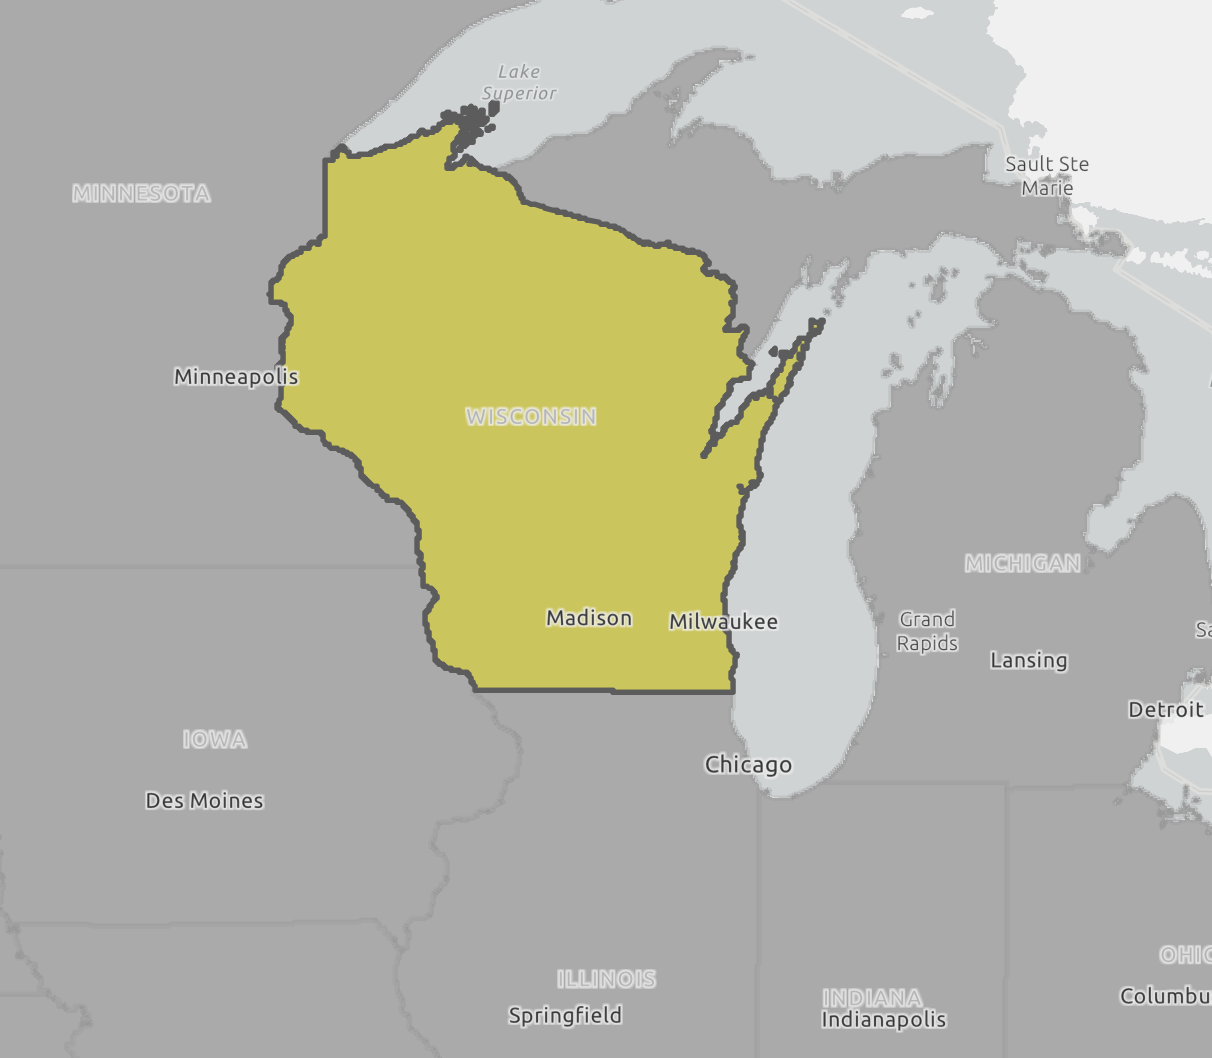 Lake
Superior
Sault Ste
Marie
MINNESOTA
Minneapolis
WISCONSIN
MICHIGAN
Madison
Milwaukee
Grand
Rapids
Sa
Lansing
Detroit
IOWA
Chicago
Des Moines
OHIO
ILLINOIS
INDIANA
Columbu
Springfield
Indianapolis